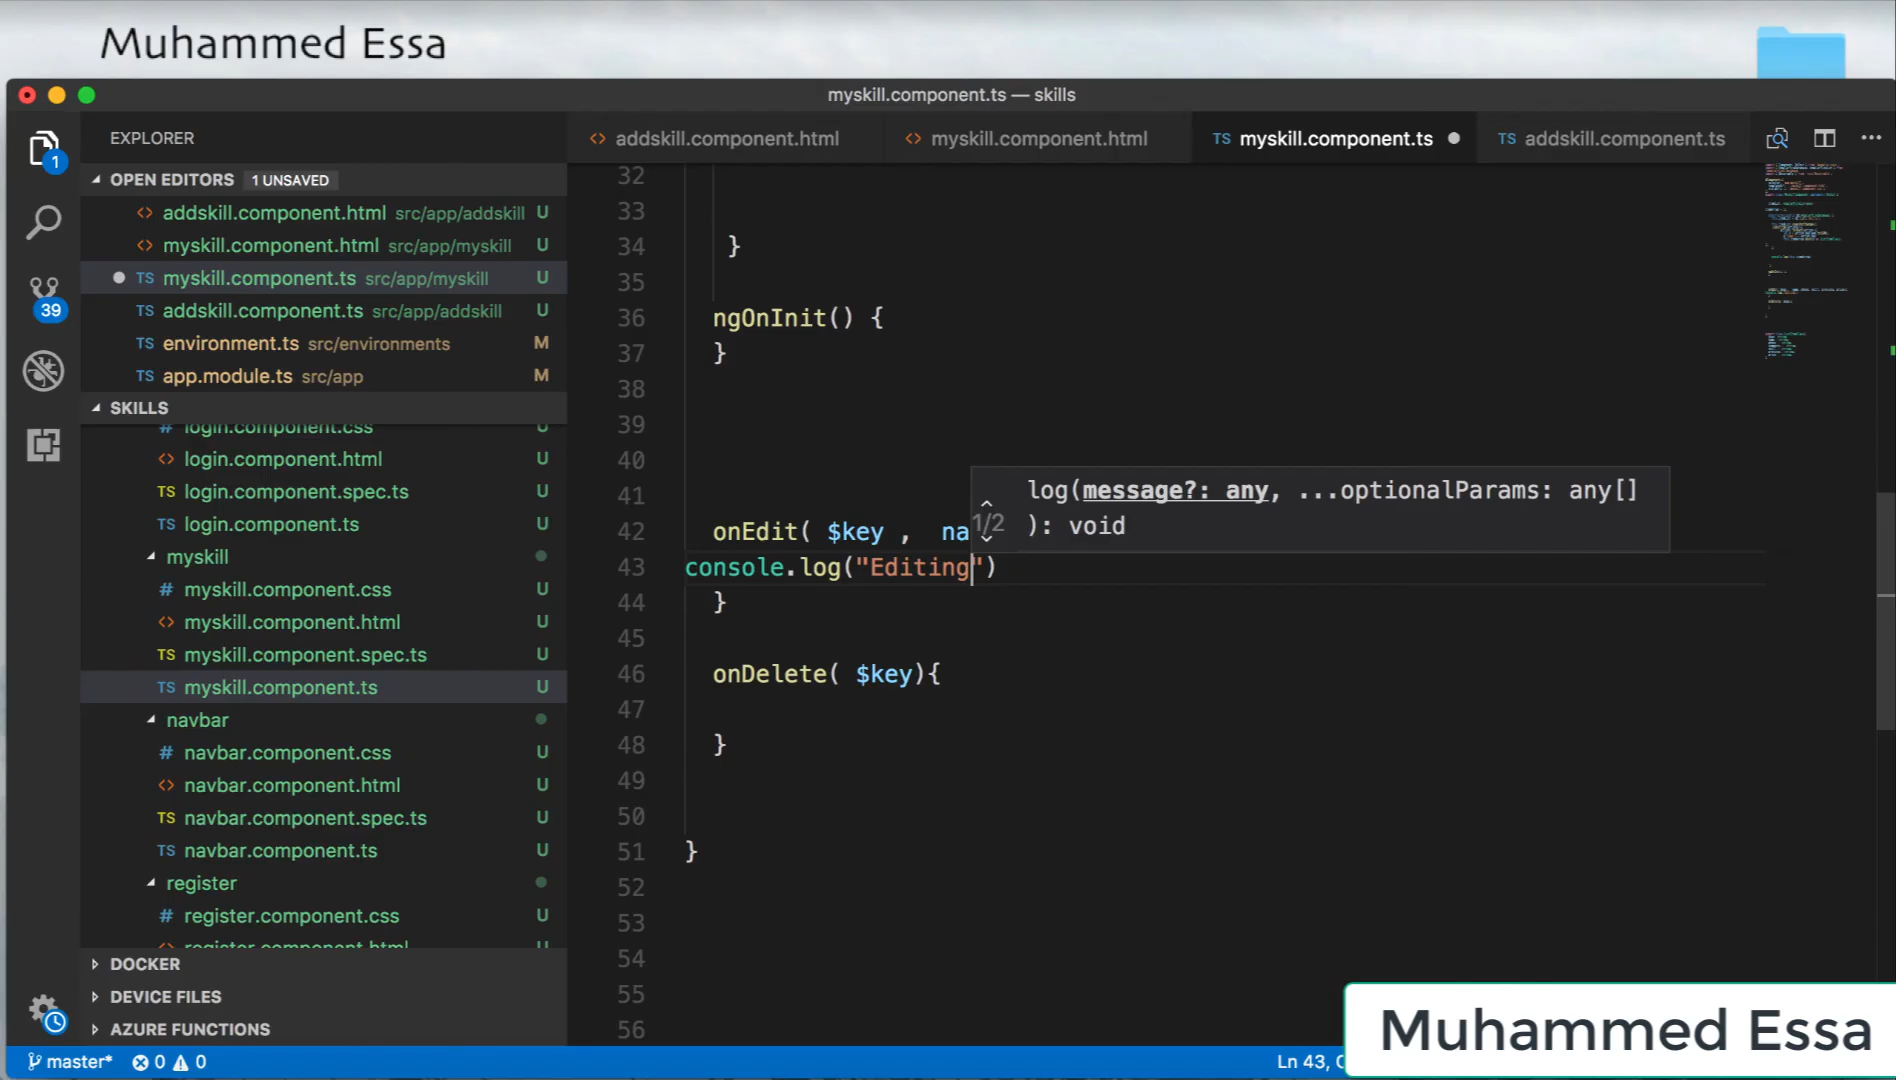 Muhammed Essa
myskill.component.ts — skills
1
EXPLORER
addskill.component.html
myskill.component.html
TS myskill.component.ts
TS addskill.component.ts
OPEN EDITORS 1 UNSAVED
addskill.component.html src/app/addskill U
myskill.component.html src/app/myskill U
TS myskill.component.ts src/app/myskill U
TS addskill.component.ts src/app/addskill U
TS environment.ts src/environments M
TS app.module.ts src/app M
39
SKILLS
# login.component.css U
login.component.html U
TS login.component.spec.ts U
TS login.component.ts U
myskill
# myskill.component.css U
myskill.component.html U
TS myskill.component.spec.ts U
TS myskill.component.ts U
navbar
# navbar.component.css U
navbar.component.html U
TS navbar.component.spec.ts U
TS navbar.component.ts U
register
# register.component.css U
register.component.html U
DOCKER
DEVICE FILES
AZURE FUNCTIONS
32
33
34 }
35
36 ngOnInit() {
37 }
38
39
40
41
log(message?: any, ...optionalParams: any[]
1/2 ): void
42 onEdit( $key , na
43 console.log("Editing")
44 }
45
46 onDelete( $key){
47
48 }
49
50
51 }
52
53
54
55
56
master* 0 0
Ln 43, C
Muhammed Essa